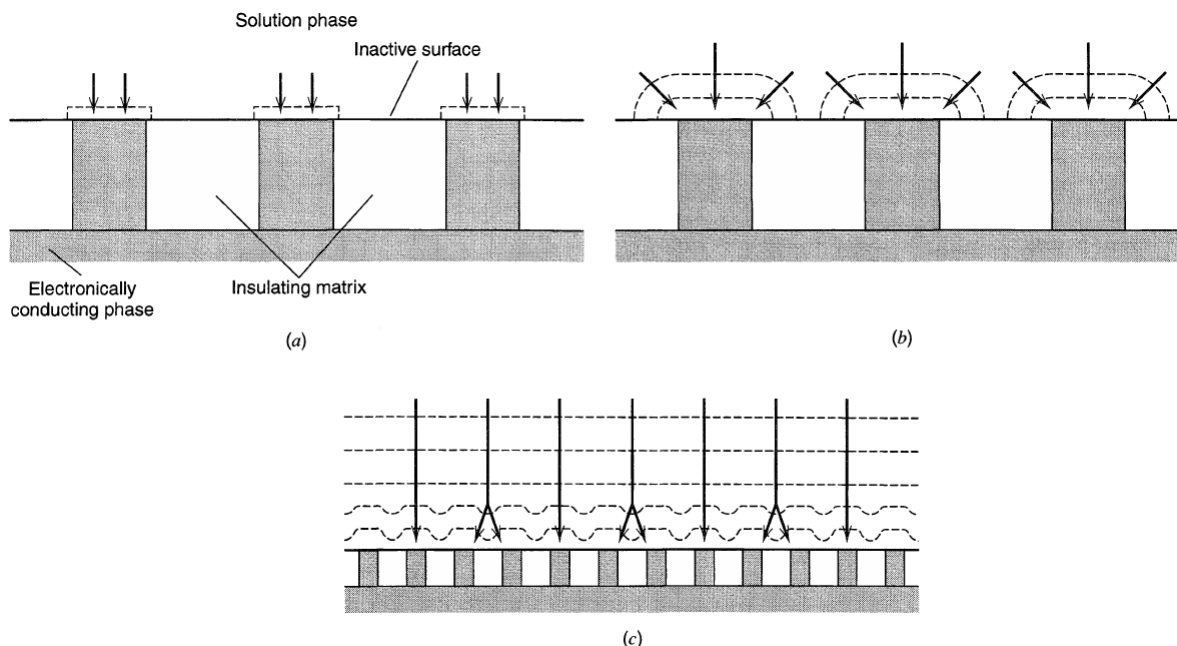 Solution phase
Inactive surface
Electronically
conducting phase
Insulating matrix
(a)
(b)
(c)